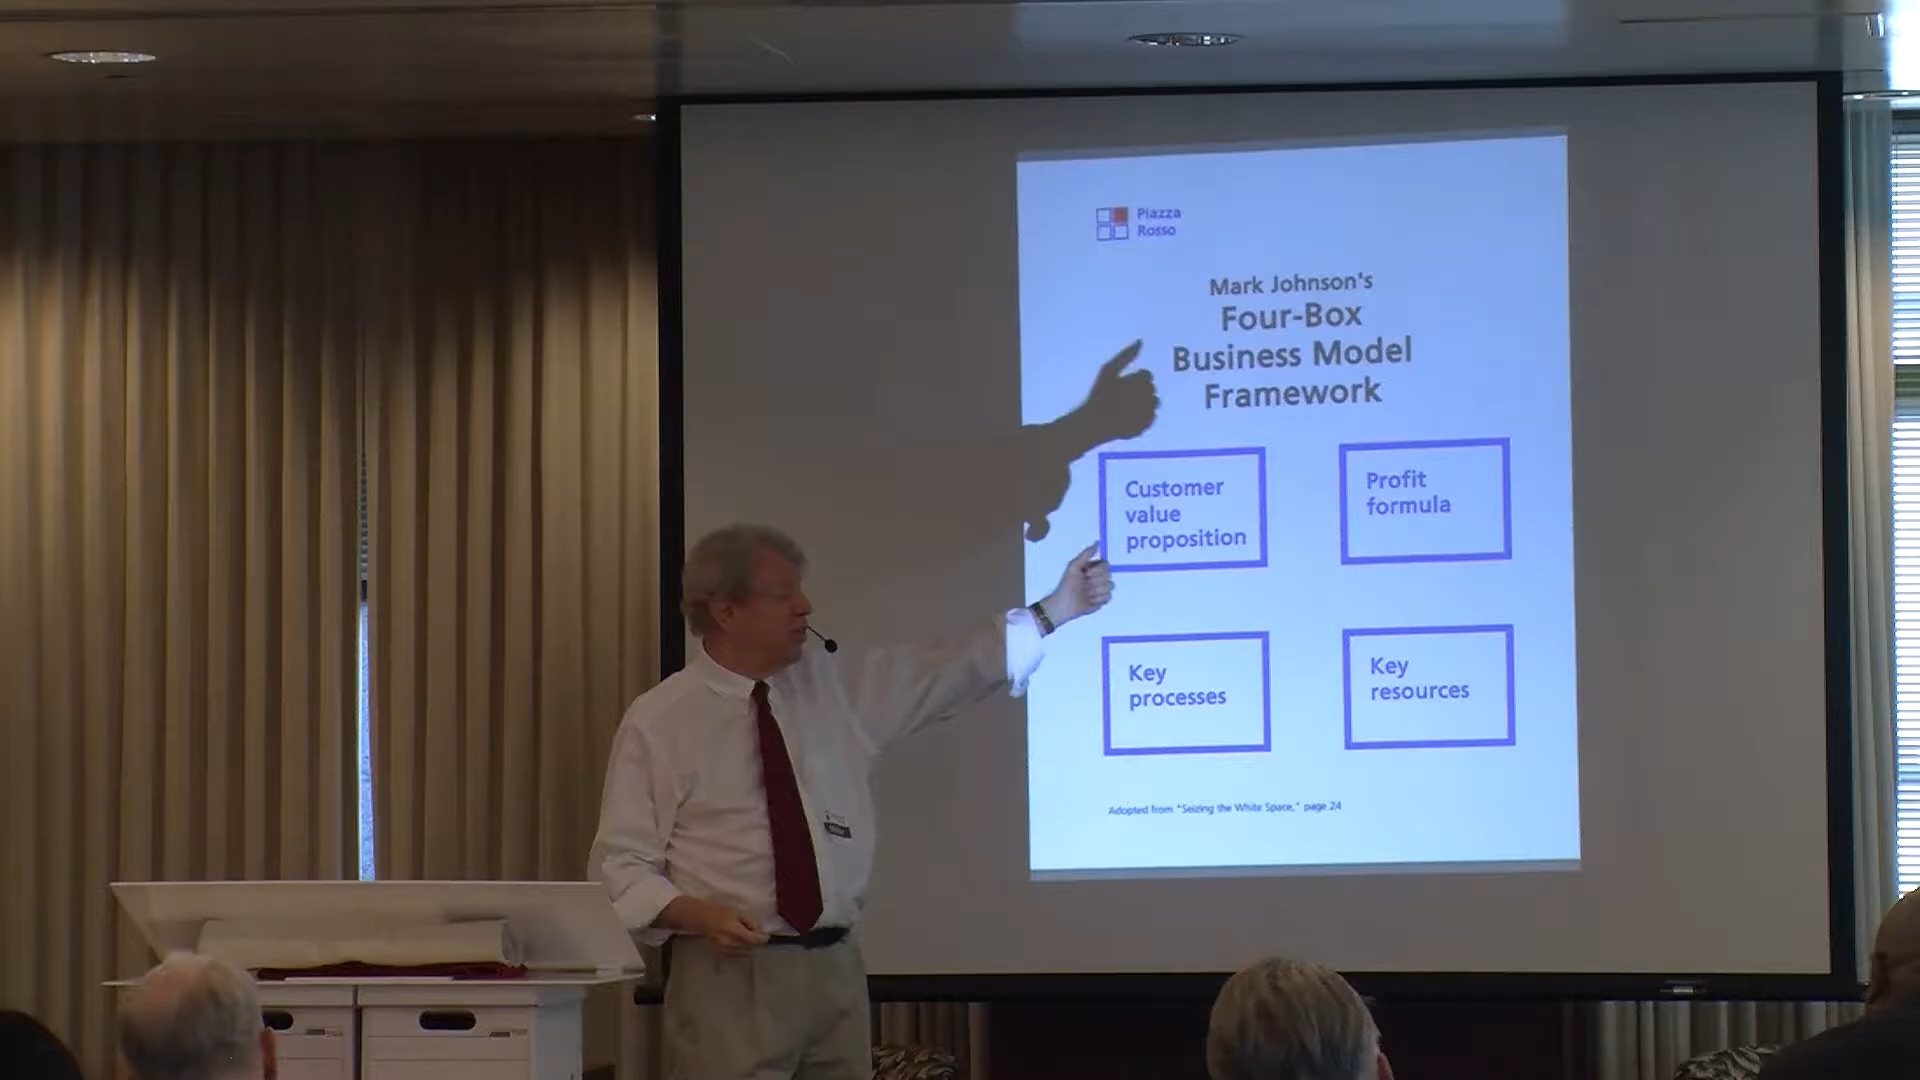 Piazza
Rosso
Mark Johnson's
Four-Box
Business Model
Framework
Customer
value
proposition
Profit
formula
Key
processes
Key
resources
Adopted from "Seizing the White Space," page 24